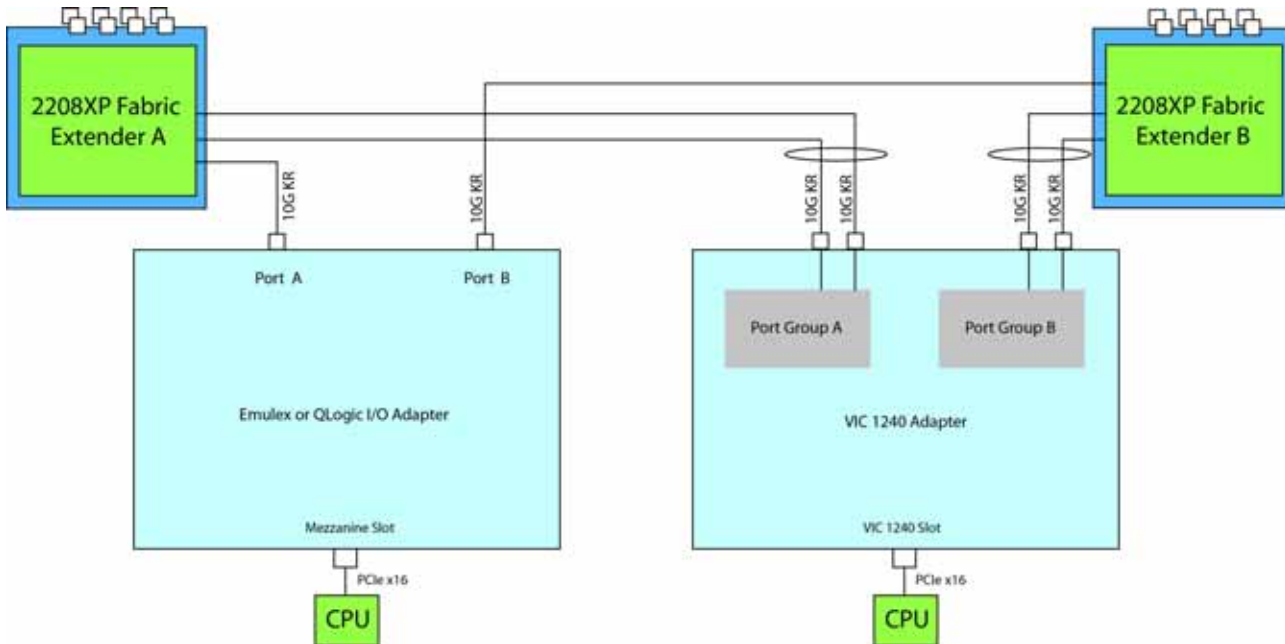 2208XP Fabric
Extender A
2208XP Fabric
Extender B
10G KR
10G KR
10G KR
10G KR
10G KR
10G KR
Port A
Port B
Port Group A
Port Group B
Emulex or QLogic I/O Adapter
VIC 1240 Adapter
Mezzanine Slot
VIC 1240 Slot
PCIe x16
PCIe x16
CPU
CPU